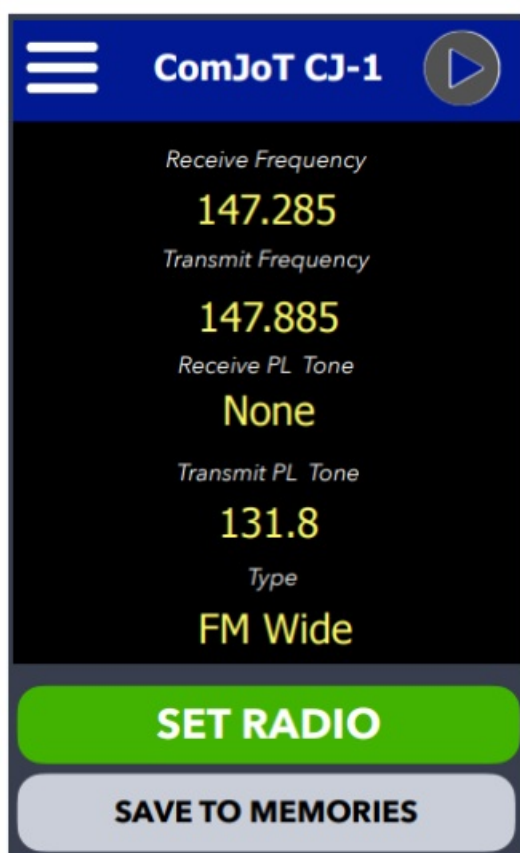 ComJoT CJ-1
Receive Frequency
147.285
Transmit Frequency
147.885
Receive PL Tone
None
Transmit PL Tone
131.8
Type
FM Wide
SET RADIO
SAVE TO MEMORIES